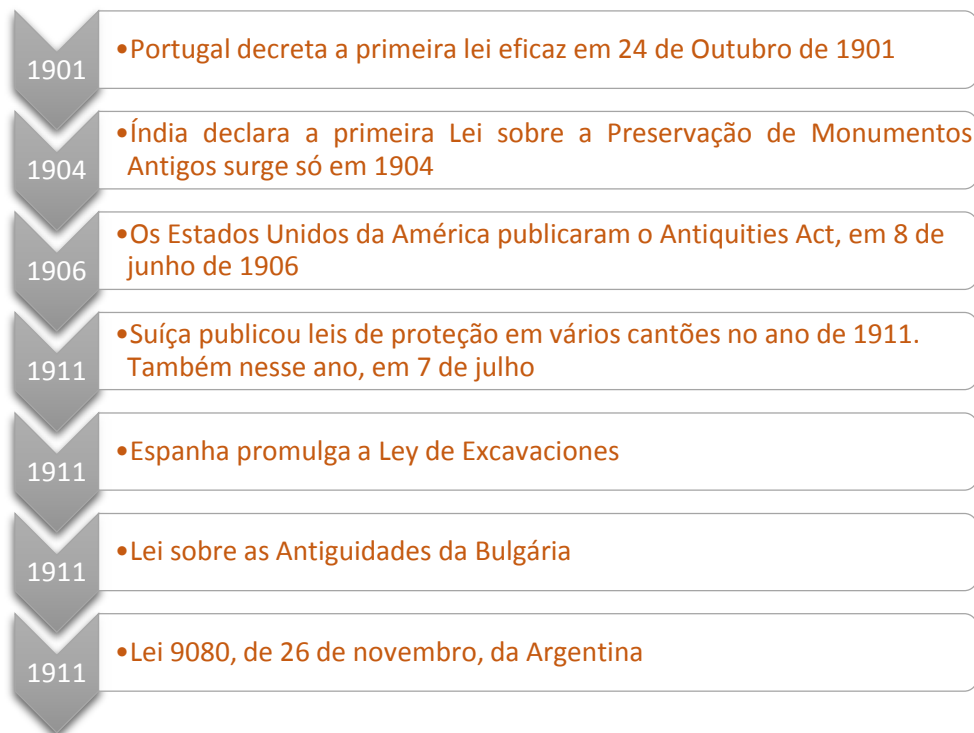 1901
•Portugal decreta a primeira lei eficaz em 24 de Outubro de 1901
1904
•Índia declara a primeira Lei sobre a Preservação de Monumentos
Antigos surge só em 1904
1906
•Os Estados Unidos da América publicaram o Antiquities Act, em 8 de
junho de 1906
1911
•Suíça publicou leis de proteção em vários cantões no ano de 1911.
Também nesse ano, em 7 de julho
1911
•Espanha promulga a Ley de Excavaciones
1911
•Lei sobre as Antiguidades da Bulgária
1911
•Lei 9080, de 26 de novembro, da Argentina